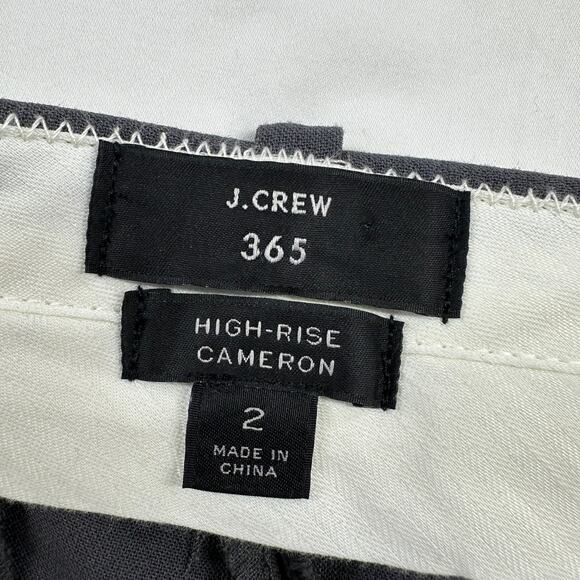 J.CREW
365
HIGH-RISE
CAMERON
2
MADE IN
CHINA